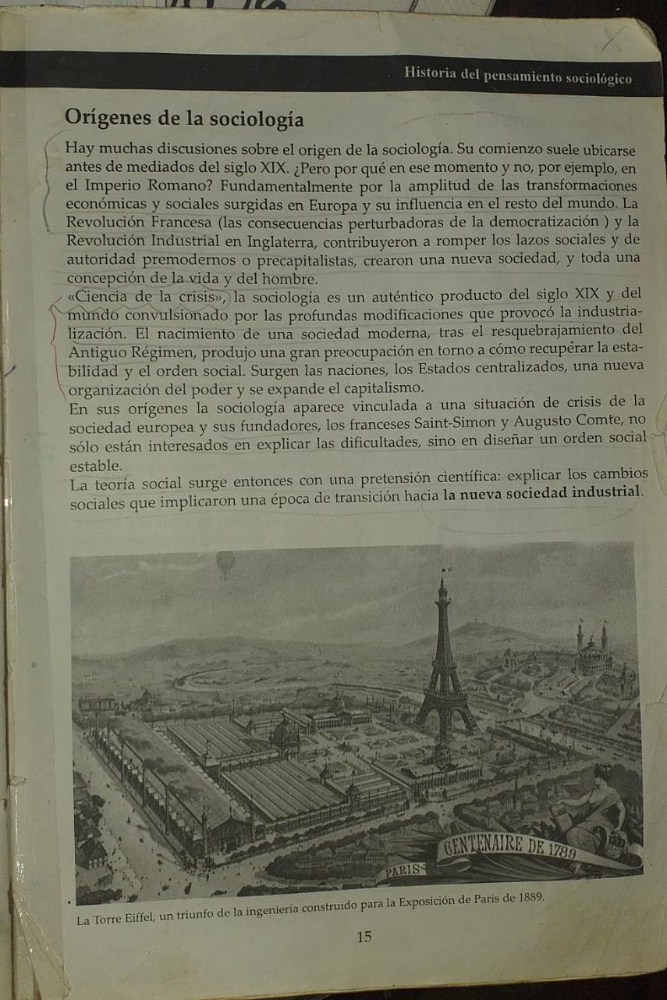 Historia del pensamiento sociológico
Orígenes de la sociología
Hay muchas discusiones sobre el origen de la sociología. Su comienzo suele ubicarse
antes de mediados del siglo XIX. ¿Pero por qué en ese momento y no, por ejemplo, en
el Imperio Romano? Fundamentalmente por la amplitud de las transformaciones
económicas y sociales surgidas en Europa y su influencia en el resto del mundo. La
Revolución Francesa (las consecuencias perturbadoras de la democratización ) y la
Revolución Industrial en Inglaterra, contribuyeron a romper los lazos sociales y de
autoridad premodernos o precapitalistas, crearon una nueva sociedad, y toda una
concepción de la vida y del hombre.
«Ciencia de la crisis», la sociología es un auténtico producto del siglo XIX y del
mundo convulsionado por las profundas modificaciones que provocó la industria-
lización. El nacimiento de una sociedad moderna, tras el resquebrajamiento del
Antiguo Régimen, produjo una gran preocupación en torno a cómo recuperar la esta-
bilidad y el orden social. Surgen las naciones, los Estados centralizados, una nueva
organización del poder y se expande el capitalismo.
En sus orígenes la sociología aparece vinculada a una situación de crisis de la
sociedad europea y sus fundadores, los franceses Saint-Simon y Augusto Comte, no
sólo están interesados en explicar las dificultades, sino en diseñar un orden social
estable.
La teoría social surge entonces con una pretensión científica: explicar los cambios
sociales que implicaron una época de transición hacia la nueva sociedad industrial.
CENTENAIRE DE 1789
PARIS
La Torre Eiffel, un triunfo de la ingeniería construido para la Exposición de Paris de 1889.
15